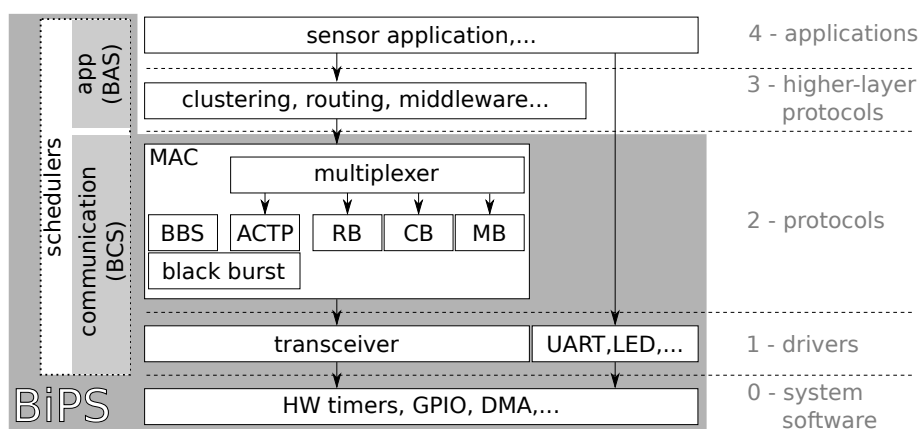 sensor application,...
4 - applications
app
(BAS)
clustering, routing, middleware...
3 - higher-layer
protocols
schedulers
communication
(BCS)
MAC
multiplexer
BBS
ACTP
RB
CB
MB
black burst
2 - protocols
transceiver
UART,LED,...
1 - drivers
BiPS
HW timers, GPIO, DMA,...
0 - system
software